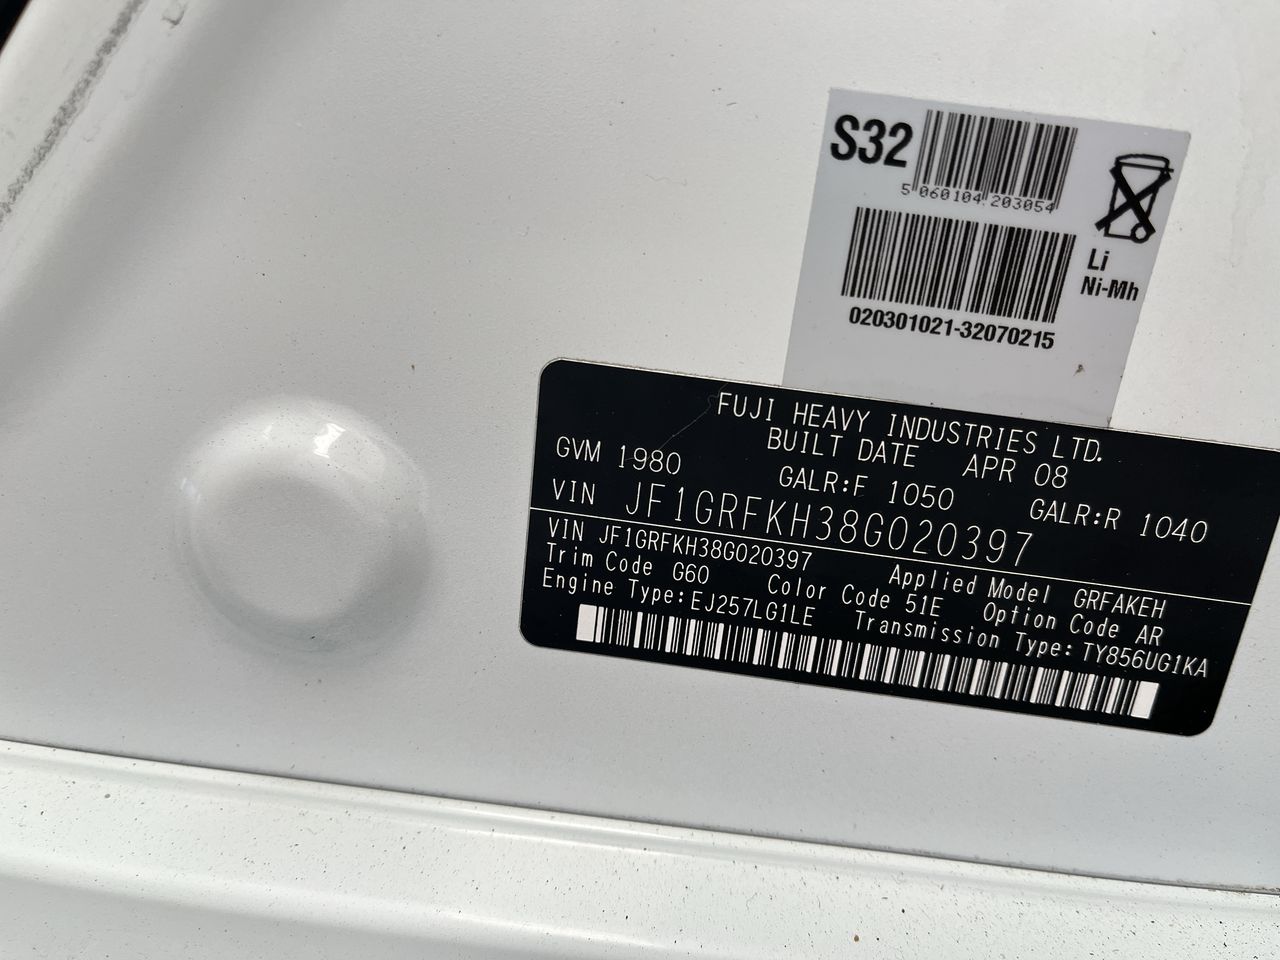 S32
5 060104 203054
Li
Ni-Mh
020301021-32070215
FUJI HEAVY INDUSTRIES LTD.
BUILT DATE APR 08
GVM 1980 GALR:F 1050 GALR:R 1040
VIN JF1GRFKH38G020397
VIN JF1GRFKH38G020397 Applied Model GRFAKEH
Trim Code G60 Color Code 51E Option Code AR
Engine Type:EJ257LG1LE Transmission Type:TY856UG1KA